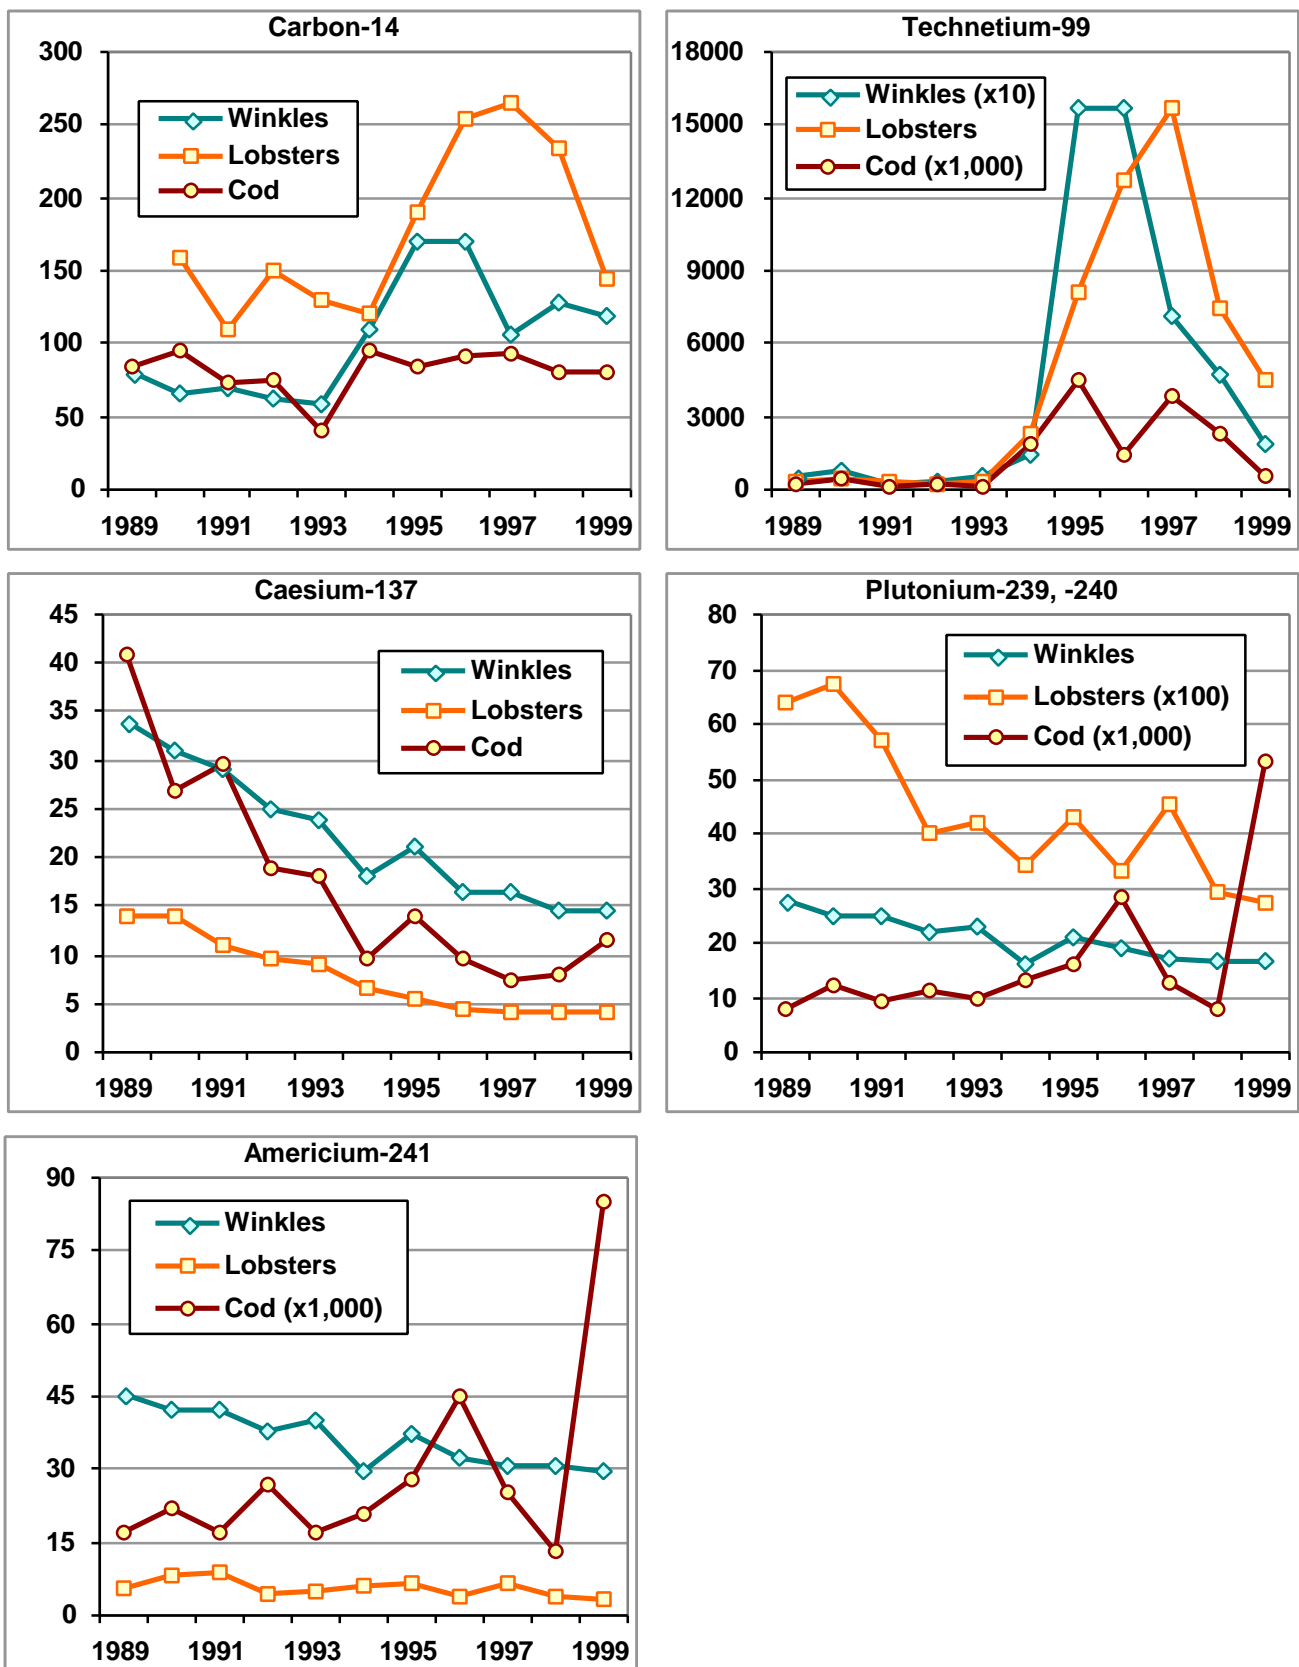 Carbon-14
300
250
200
150
100
50
0
Winkles
Lobsters
Cod
1989 1991 1993 1995 1997 1999
Technetium-99
18000
15000
12000
9000
6000
3000
0
Winkles (x10)
Lobsters
Cod (x1,000)
1989 1991 1993 1995 1997 1999
Caesium-137
45
40
35
30
25
20
15
10
5
0
Winkles
Lobsters
Cod
1989 1991 1993 1995 1997 1999
Plutonium-239, -240
80
70
60
50
40
30
20
10
0
Winkles
Lobsters (x100)
Cod (x1,000)
1989 1991 1993 1995 1997 1999
Americium-241
90
75
60
45
30
15
0
Winkles
Lobsters
Cod (x1,000)
1989 1991 1993 1995 1997 1999